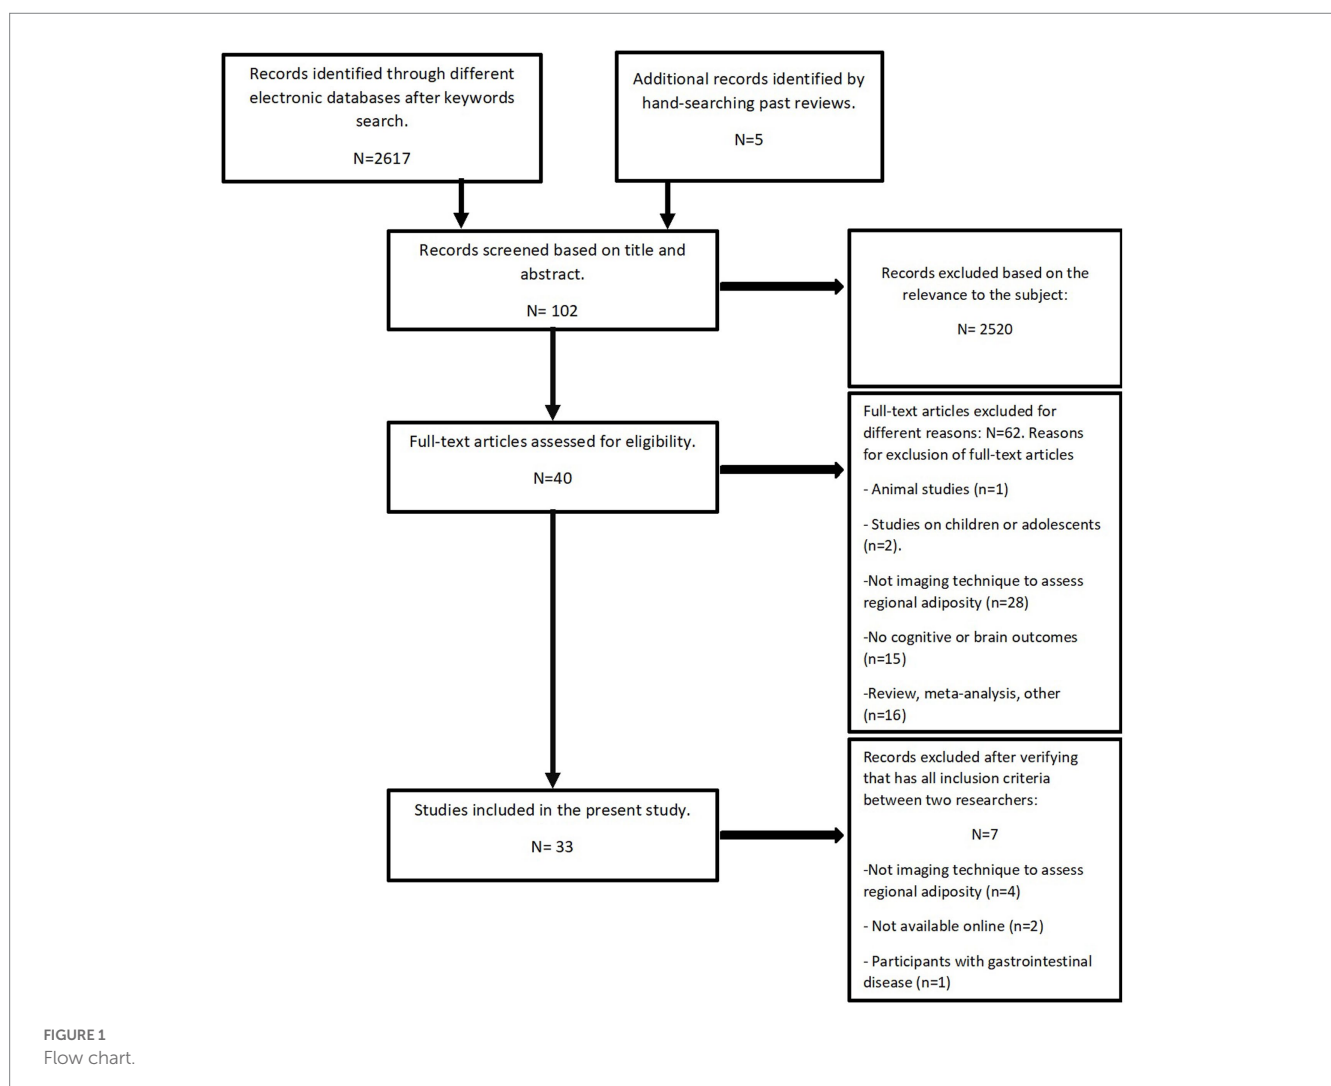 Records identified through different
electronic databases after keywords
search.
N=2617
Additional records identified by
hand-searching past reviews.
N=5
Records screened based on title and
abstract.
N= 102
Records excluded based on the
relevance to the subject:
N= 2520
Full-text articles assessed for eligibility.
N=40
Full-text articles excluded for
different reasons: N=62. Reasons
for exclusion of full-text articles
- Animal studies (n=1)
- Studies on children or adolescents
(n=2).
-Not imaging technique to assess
regional adiposity (n=28)
-No cognitive or brain outcomes
(n=15)
-Review, meta-analysis, other
(n=16)
Studies included in the present study.
N= 33
Records excluded after verifying
that has all inclusion criteria
between two researchers:
N=7
-Not imaging technique to assess
regional adiposity (n=4)
- Not available online (n=2)
- Participants with gastrointestinal
disease (n=1)
FIGURE 1
Flow chart.